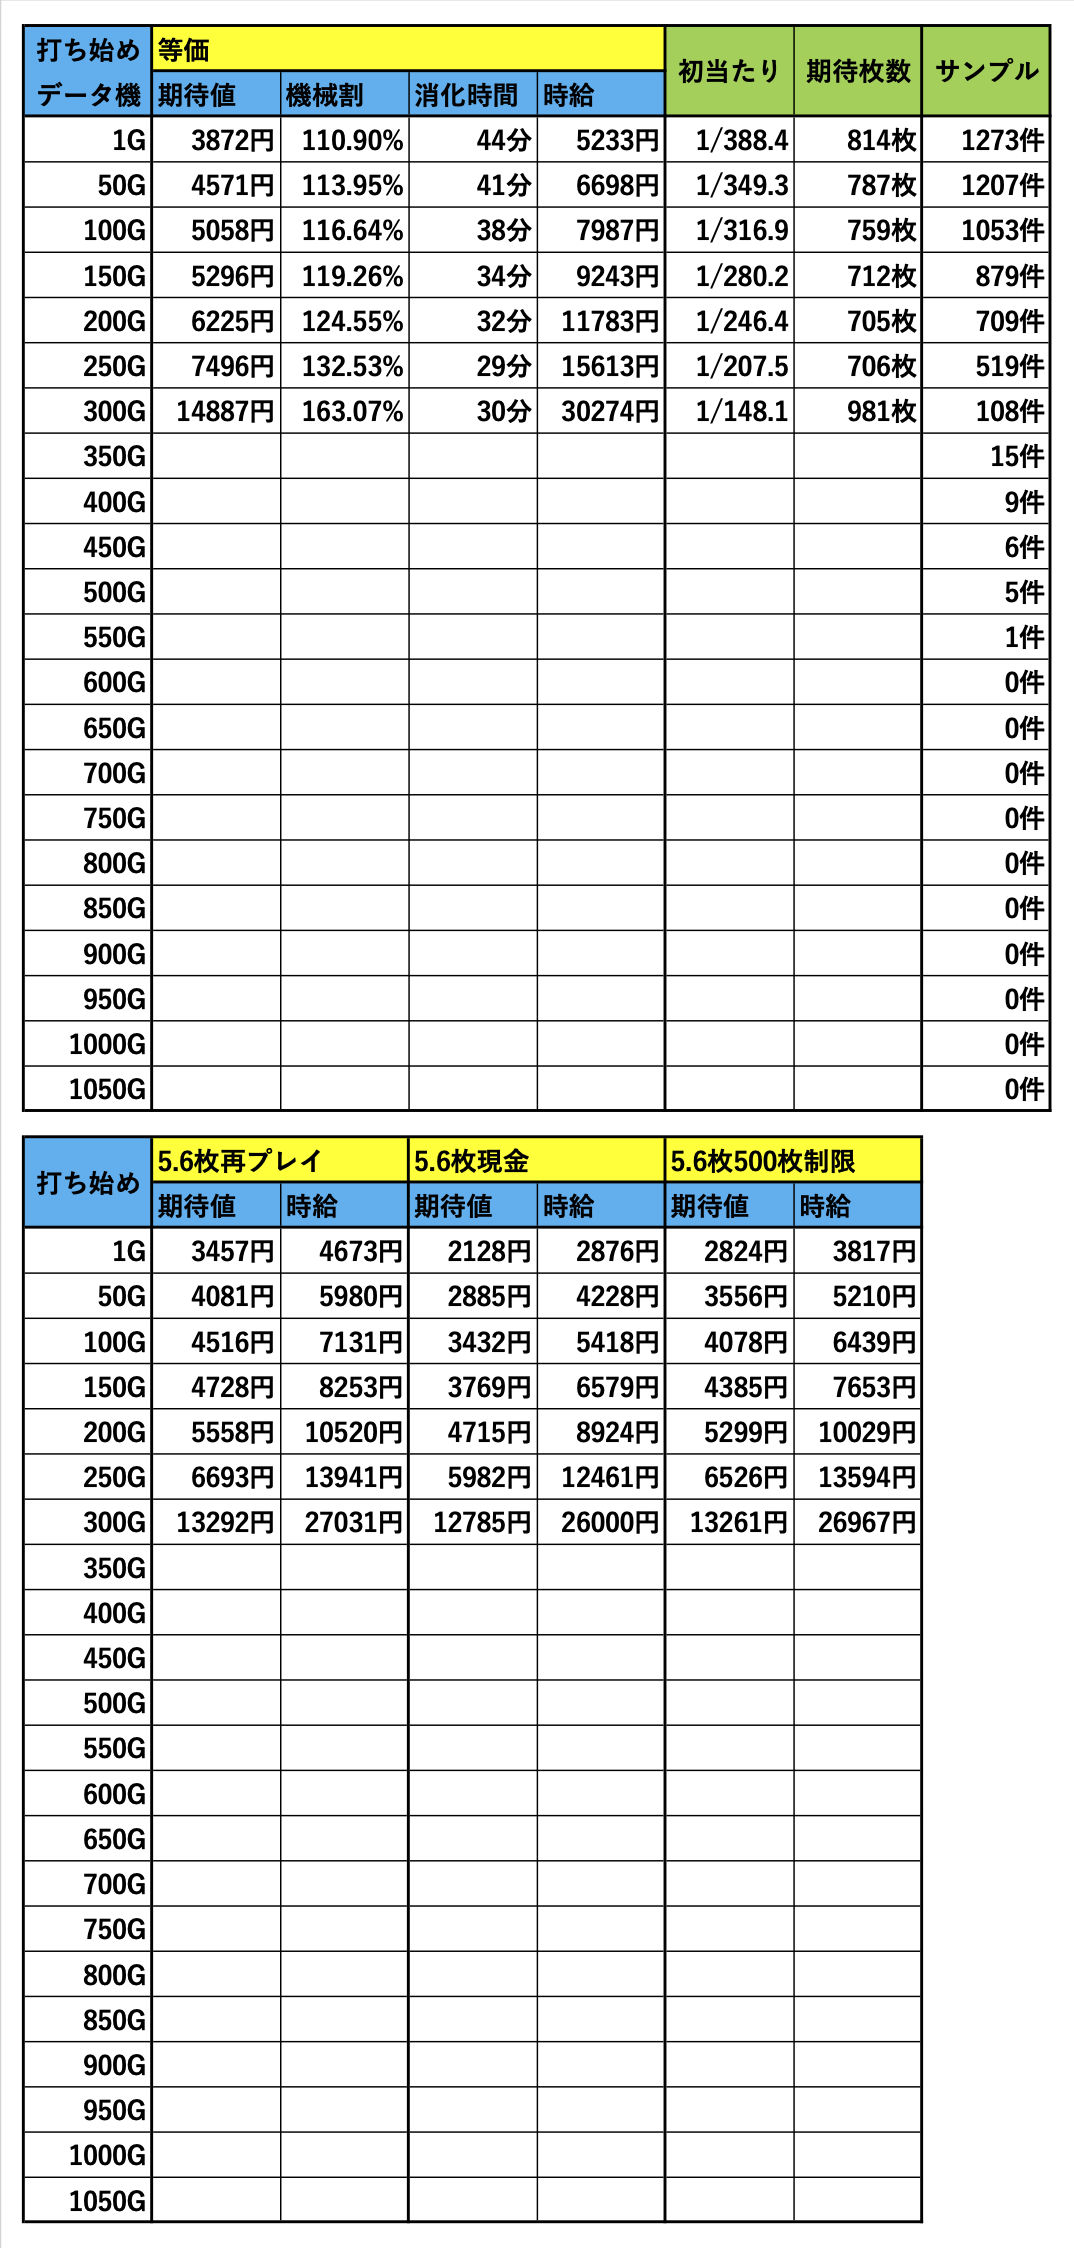 打ち始め 等価 初当たり 期待枚数 サンプル
データ機 期待値 機械割 消化時間 時給
1G 3872円 110.90% 44分 5233円 1/388.4 814枚 1273件
50G 4571円 113.95% 41分 6698円 1/349.3 787枚 1207件
100G 5058円 116.64% 38分 7987円 1/316.9 759枚 1053件
150G 5296円 119.26% 34分 9243円 1/280.2 712枚 879件
200G 6225円 124.55% 32分 11783円 1/246.4 705枚 709件
250G 7496円 132.53% 29分 15613円 1/207.5 706枚 519件
300G 14887円 163.07% 30分 30274円 1/148.1 981枚 108件
350G 15件
400G 9件
450G 6件
500G 5件
550G 1件
600G 0件
650G 0件
700G 0件
750G 0件
800G 0件
850G 0件
900G 0件
950G 0件
1000G 0件
1050G 0件
打ち始め 5.6枚再プレイ 5.6枚現金 5.6枚500枚制限
期待値 時給 期待値 時給 期待値 時給
1G 3457円 4673円 2128円 2876円 2824円 3817円
50G 4081円 5980円 2885円 4228円 3556円 5210円
100G 4516円 7131円 3432円 5418円 4078円 6439円
150G 4728円 8253円 3769円 6579円 4385円 7653円
200G 5558円 10520円 4715円 8924円 5299円 10029円
250G 6693円 13941円 5982円 12461円 6526円 13594円
300G 13292円 27031円 12785円 26000円 13261円 26967円
350G
400G
450G
500G
550G
600G
650G
700G
750G
800G
850G
900G
950G
1000G
1050G